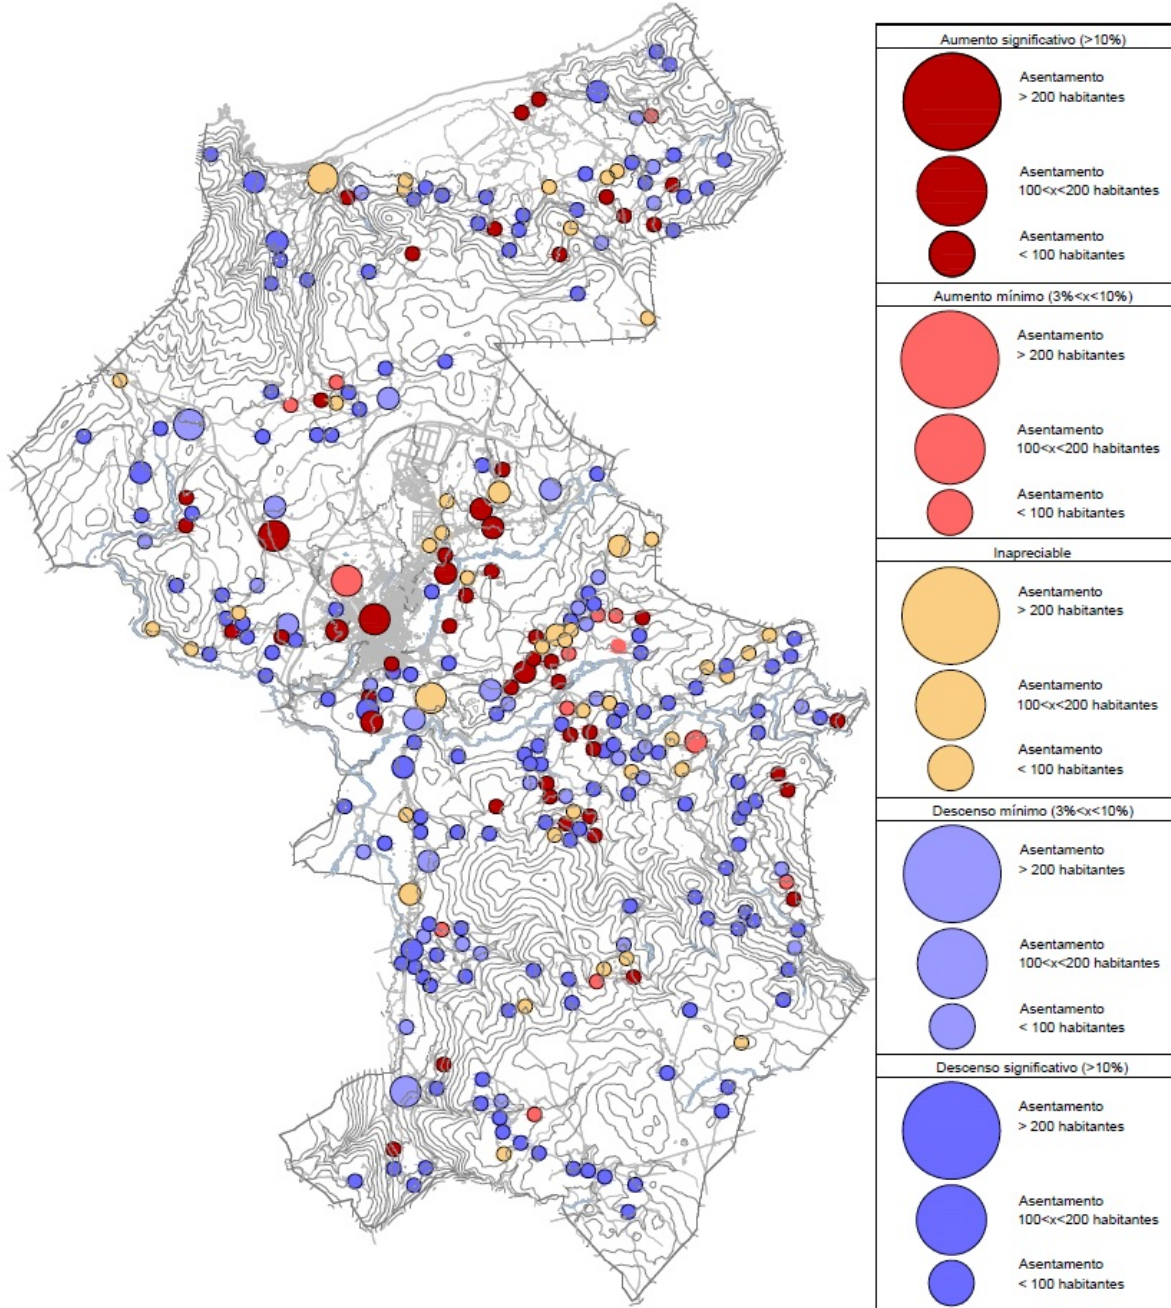 Aumento significativo (>10%)
Asentamento
> 200 habitantes
Asentamento
100<x<200 habitantes
Asentamento
< 100 habitantes
Aumento mínimo (3%<x<10%)
Asentamento
> 200 habitantes
Asentamento
100<x<200 habitantes
Asentamento
< 100 habitantes
Inapreciable
Asentamento
> 200 habitantes
Asentamento
100<x<200 habitantes
Asentamento
< 100 habitantes
Descenso mínimo (3%<x<10%)
Asentamento
> 200 habitantes
Asentamento
100<x<200 habitantes
Asentamento
< 100 habitantes
Descenso significativo (>10%)
Asentamento
> 200 habitantes
Asentamento
100<x<200 habitantes
Asentamento
< 100 habitantes